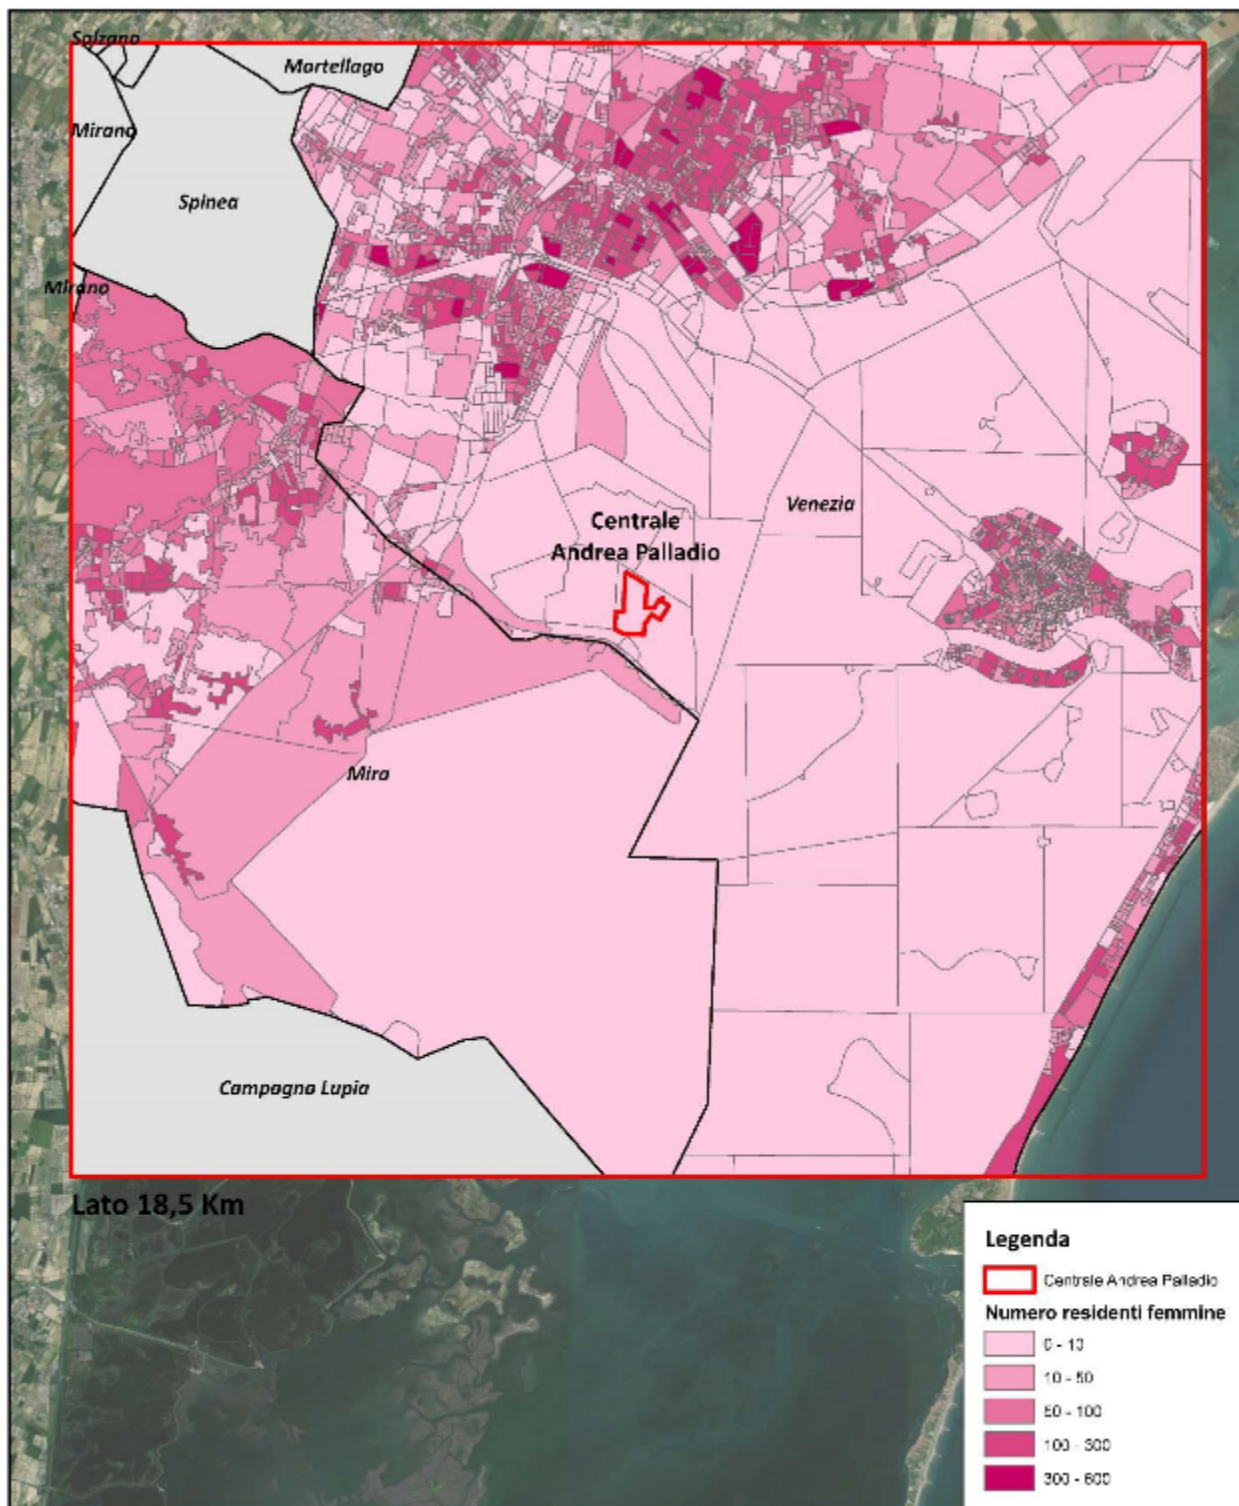 Salzano
Martellago
Mirano
Spinea
Mirano
Venezia
Centrale
Andrea Palladio
Mira
Campagna Lupia
Lato 18,5 Km
Legenda
Centrale Andrea Palladio
Numero residenti femmine
0 - 10
10 - 50
50 - 100
100 - 300
300 - 600